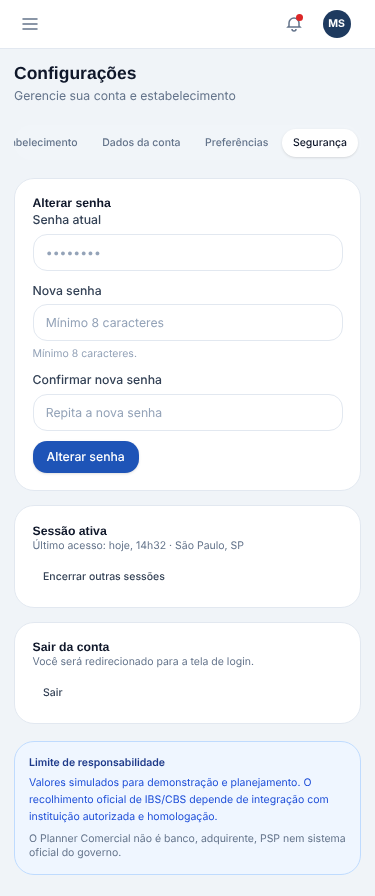 MS
Configurações
Gerencie sua conta e estabelecimento
belecimento Dados da conta Preferências Segurança
Alterar senha
Senha atual
••••••••
Nova senha
Mínimo 8 caracteres
Mínimo 8 caracteres.
Confirmar nova senha
Repita a nova senha
Alterar senha
Sessão ativa
Último acesso: hoje, 14h32 · São Paulo, SP
Encerrar outras sessões
Sair da conta
Você será redirecionado para a tela de login.
Sair
Limite de responsabilidade
Valores simulados para demonstração e planejamento. O
recolhimento oficial de IBS/CBS depende de integração com
instituição autorizada e homologação.
O Planner Comercial não é banco, adquirente, PSP nem sistema
oficial do governo.